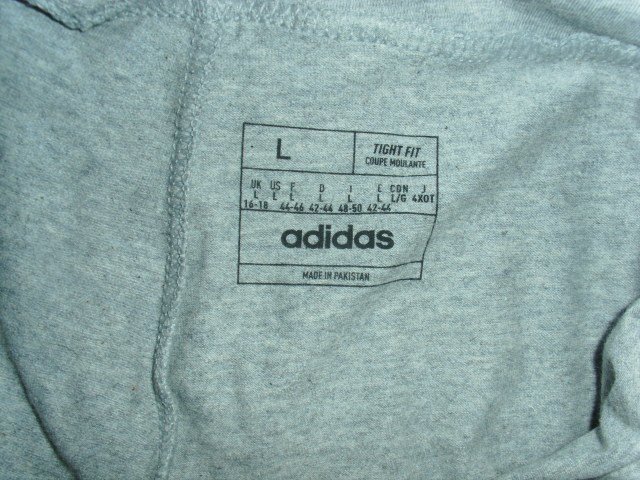 L
TIGHT FIT
COUPE MOULANTE
UK US F D I E CON J
L L L L L L L/G 4XOT
16-18 44-46 42-44 48-50 42-44
adidas
MADE IN PAKISTAN